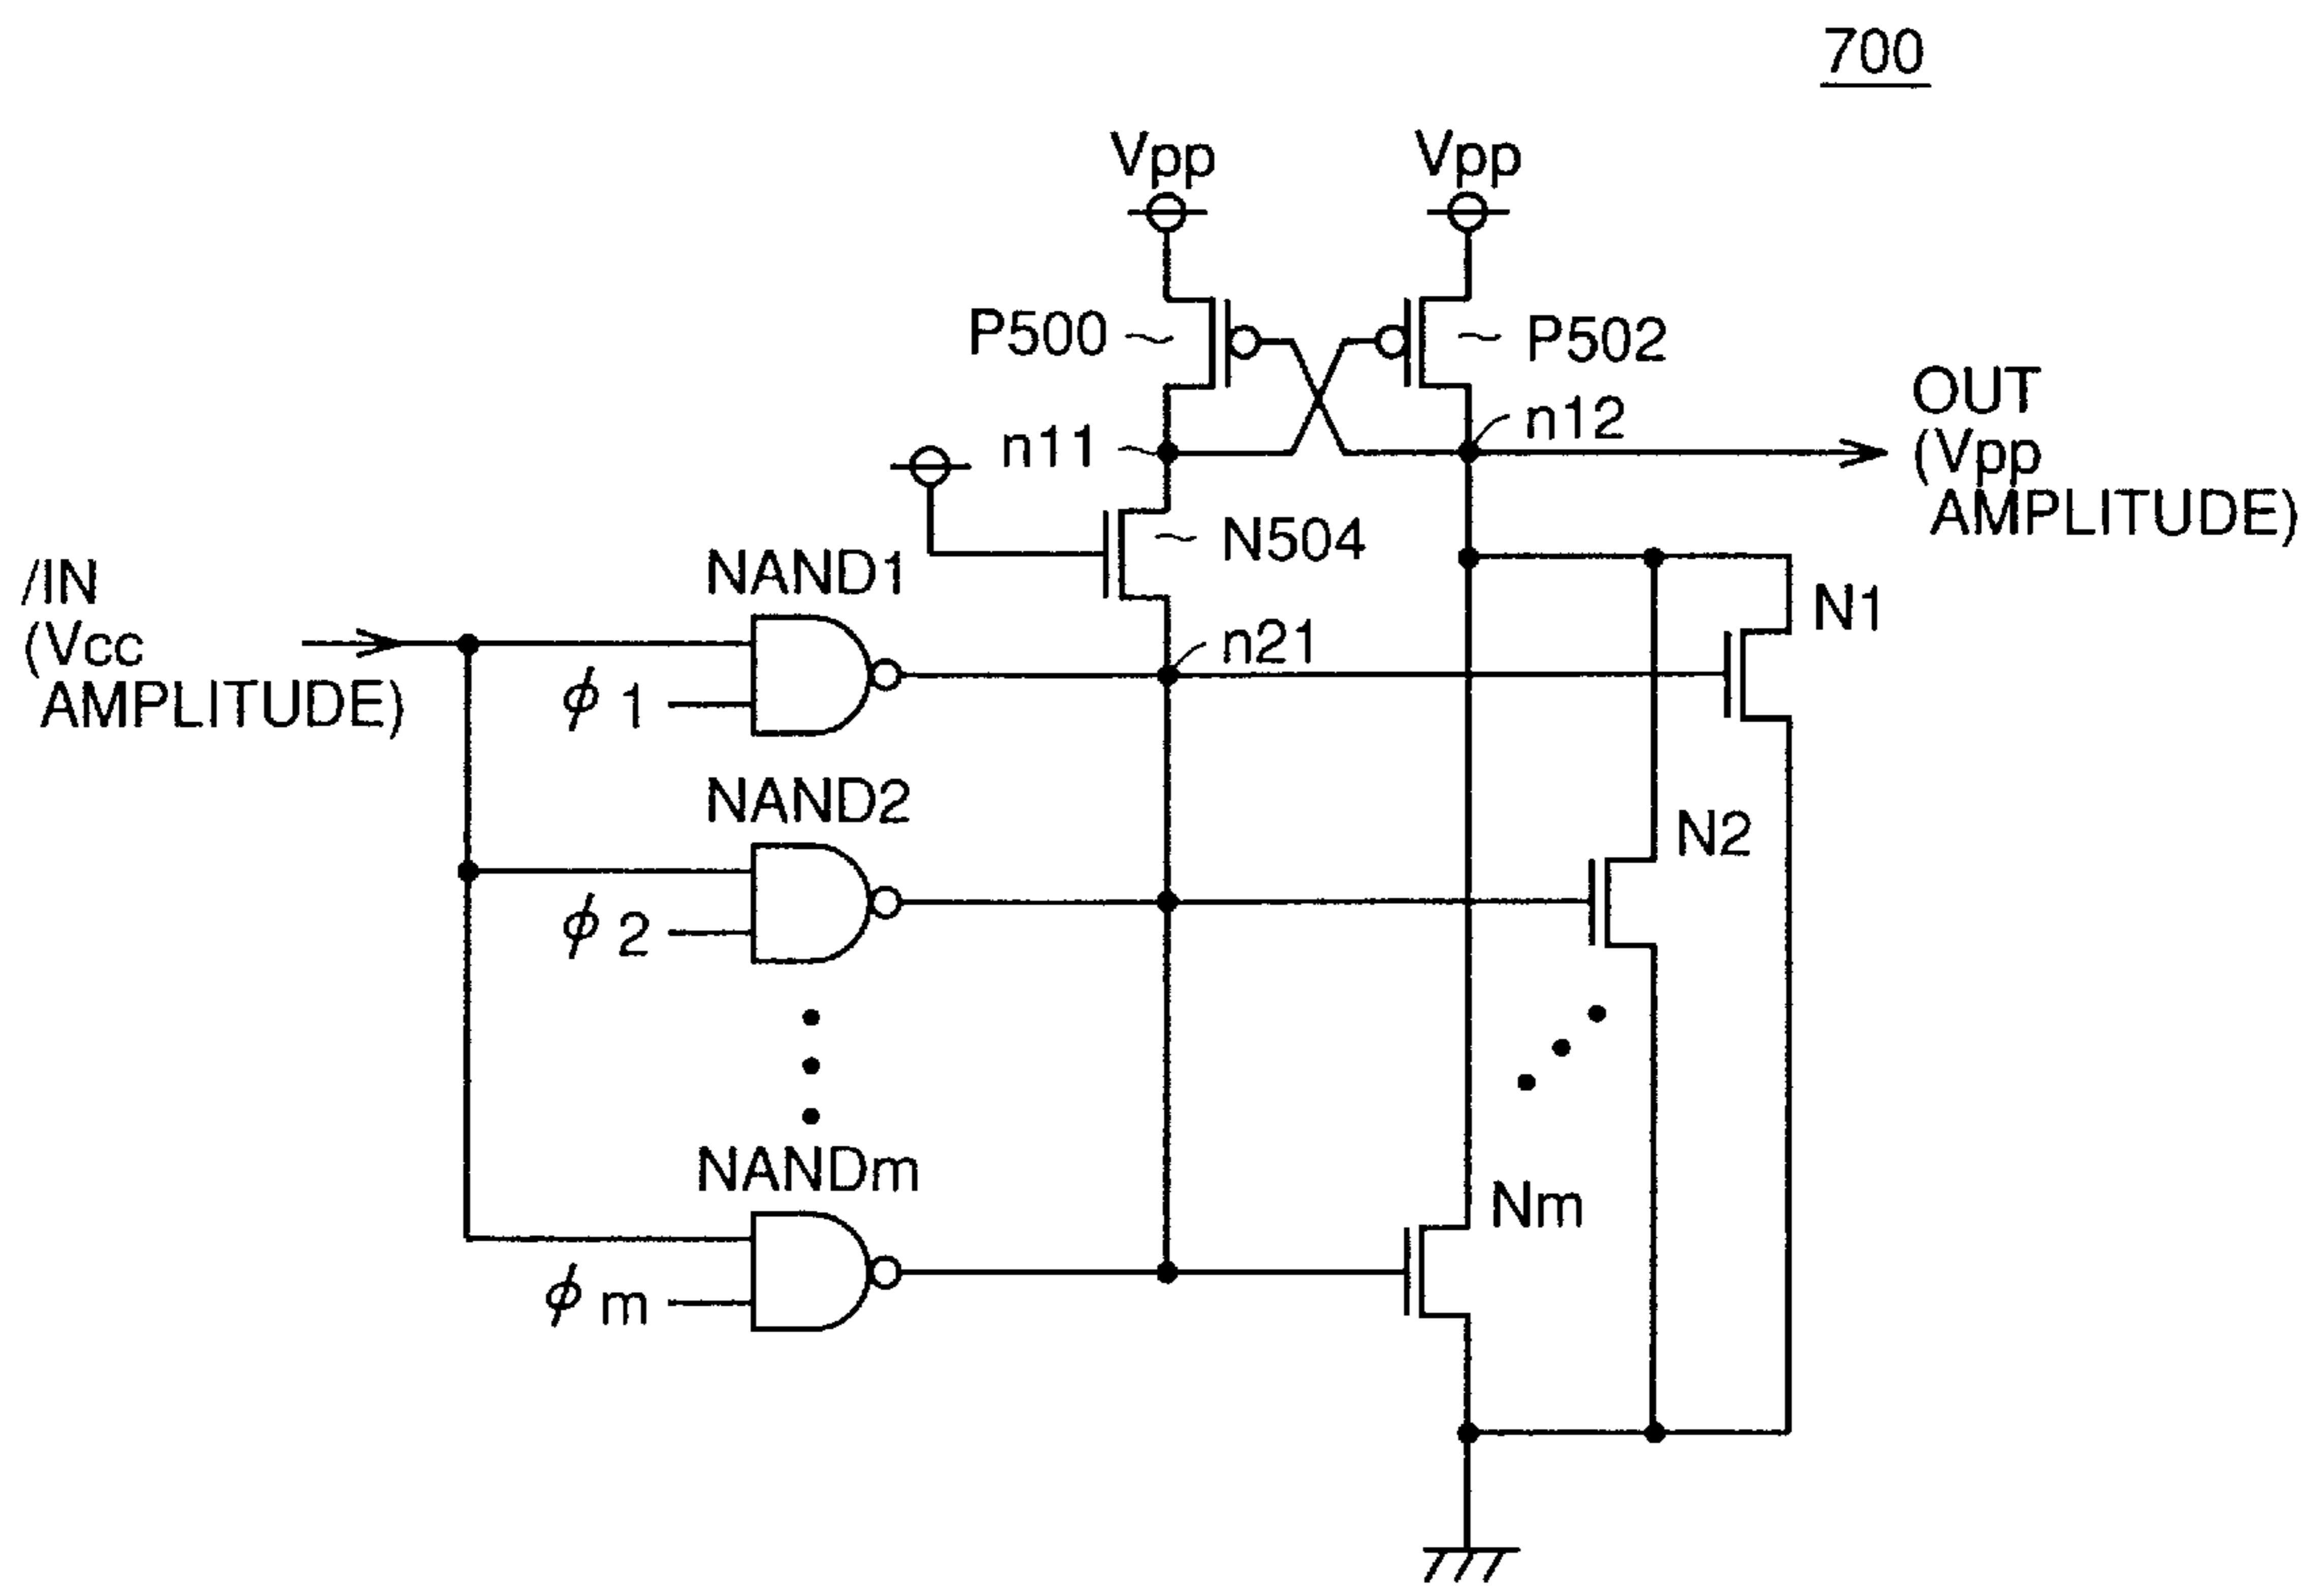 700
Vpp
Vpp
P500
P502
n11
n12
OUT
(Vpp
AMPLITUDE)
N504
/IN
(Vcc
AMPLITUDE)
NAND1
n21
N1
ϕ 1
NAND2
N2
ϕ 2
NANDm
Nm
ϕ m